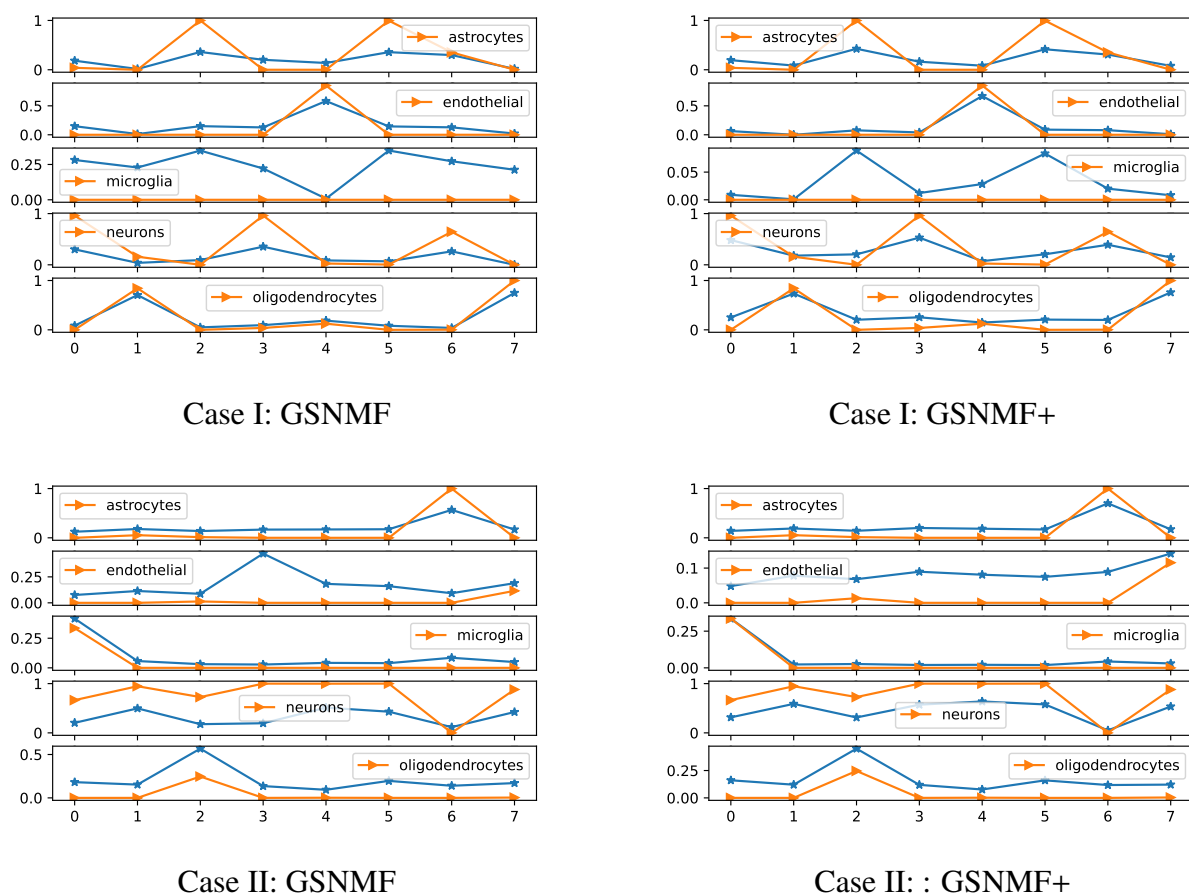 1
0
astrocytes
0.5
0.0
endothelial
0.25
0.00
microglia
1
0
neurons
1
0
oligodendrocytes
0 1 2 3 4 5 6 7
Case I: GSNMF
1
0
astrocytes
0.5
0.0
endothelial
0.05
0.00
microglia
1
0
neurons
1
0
oligodendrocytes
0 1 2 3 4 5 6 7
Case I: GSNMF+
1
0
astrocytes
0.25
0.00
endothelial
0.25
0.00
microglia
1
0
neurons
0.5
0.0
oligodendrocytes
0 1 2 3 4 5 6 7
Case II: GSNMF
1
0
astrocytes
0.1
0.0
endothelial
0.25
0.00
microglia
1
0
neurons
0.25
0.00
oligodendrocytes
0 1 2 3 4 5 6 7
Case II: : GSNMF+